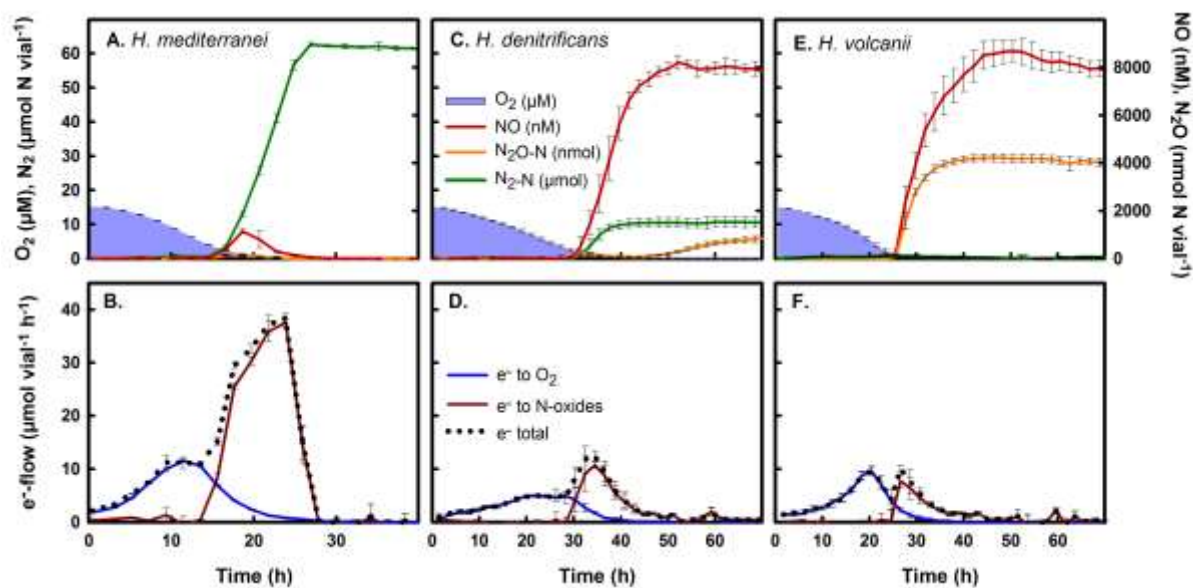 A. H. mediterranei
C. H. denitrificans
E. H. volcanii
O2 (µM), N2 (µmol N vial-1)
60
50
40
30
20
10
0
O2 (µM)
NO (nM)
N2O-N (nmol)
N2-N (µmol)
8000
6000
4000
2000
0
NO (nM), N2O (nmol N vial-1)
B.
D.
F.
e--flow (µmol vial-1 h-1)
40
30
20
10
0
e- to O2
e- to N-oxides
e- total
0 10 20 30
0 10 20 30 40 50 60
0 10 20 30 40 50 60
Time (h)
Time (h)
Time (h)